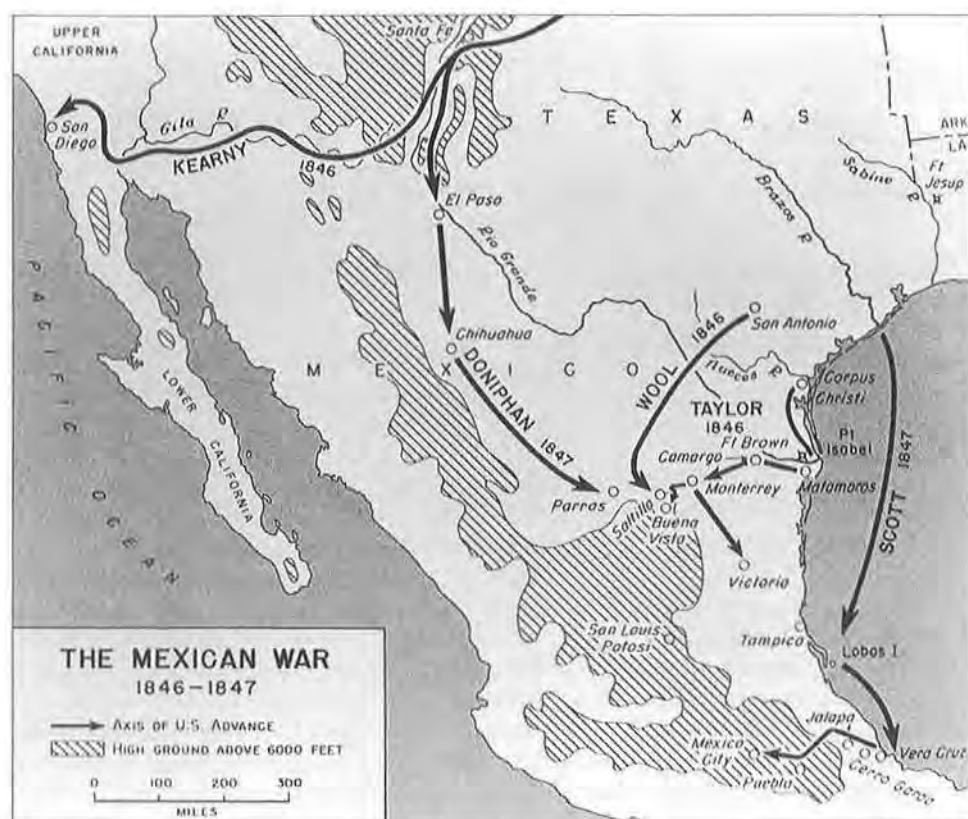 UPPER
CALIFORNIA
Santa Fe
San
Diego
Gila R
KEARNY
1846
TEXAS
ARK
LA
Ft
Jesup
Sabine R
Brazos R
El Paso
Rio Grande
PACIFIC
OCEAN
LOWER
CALIFORNIA
Chihuahua
MEXICO
DONIPHAN
1847
WOOL
1846
San Antonio
Nueces R
Corpus
Christi
TAYLOR
1846
Pt
Isabel
Ft Brown
Camargo
Matamoros
Monterrey
Parras
Saltillo
Buena
Vista
Victoria
SCOTT
1847
San Louis
Potosi
Tampico
Lobos I
Jalapa
Mexico
City
Vera Cruz
Cerro Gordo
Puebla
THE MEXICAN WAR
1846–1847
AXIS OF U.S. ADVANCE
HIGH GROUND ABOVE 6000 FEET
0 100 200 300
MILES